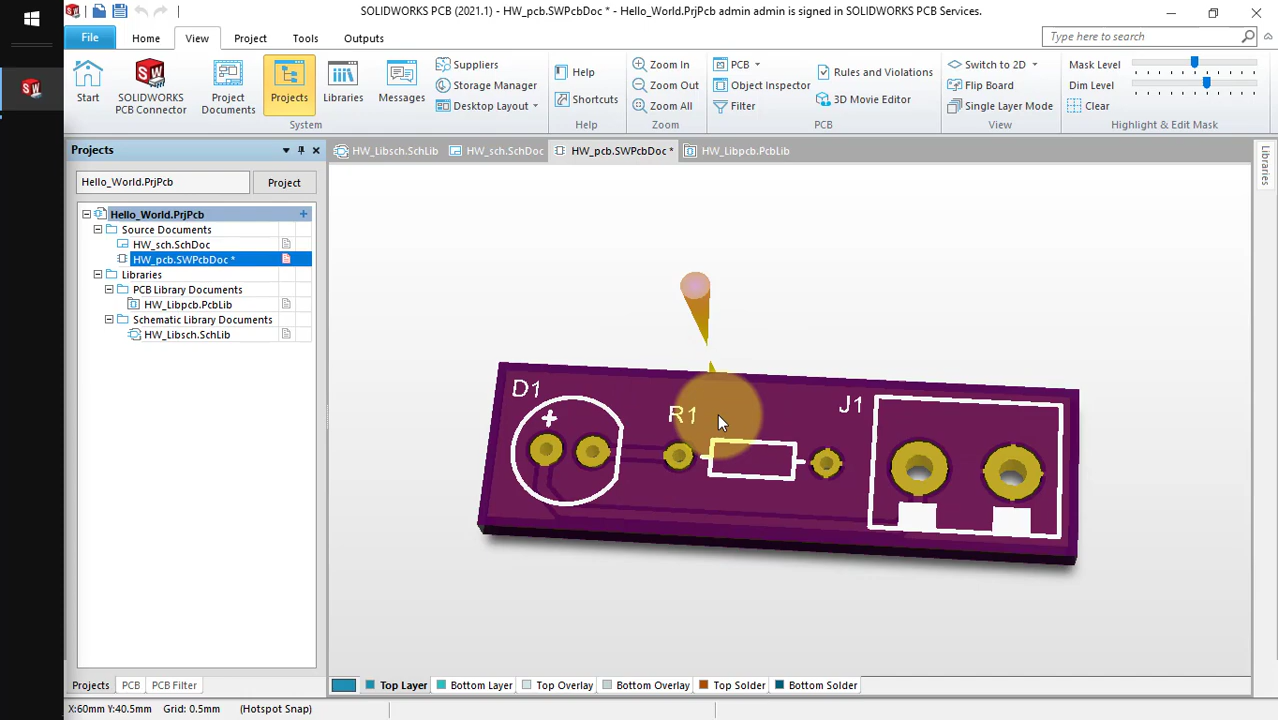 SOLIDWORKS PCB (2021.1) - HW_pcb.SWPcbDoc * - Hello_World.PrjPcb admin admin is signed in SOLIDWORKS PCB Services.
File
Home
View
Project
Tools
Outputs
Type here to search
Start
SOLIDWORKS
PCB Connector
Project
Documents
Projects
Libraries
Messages
Suppliers
Storage Manager
Desktop Layout
System
Help
Shortcuts
Help
Zoom In
Zoom Out
Zoom All
Zoom
PCB
Object Inspector
Filter
Rules and Violations
3D Movie Editor
PCB
Switch to 2D
Flip Board
Single Layer Mode
View
Mask Level
Dim Level
Clear
Highlight & Edit Mask
Projects
Hello_World.PrjPcb
Project
Hello_World.PrjPcb
Source Documents
HW_sch.SchDoc
HW_pcb.SWPcbDoc *
Libraries
PCB Library Documents
HW_Libpcb.PcbLib
Schematic Library Documents
HW_Libsch.SchLib
HW_Libsch.SchLib
HW_sch.SchDoc
HW_pcb.SWPcbDoc *
HW_Libpcb.PcbLib
Libraries
D1
+
R1
J1
Projects
PCB
PCB Filter
Top Layer
Bottom Layer
Top Overlay
Bottom Overlay
Top Solder
Bottom Solder
X:60mm Y:40.5mm
Grid: 0.5mm
(Hotspot Snap)